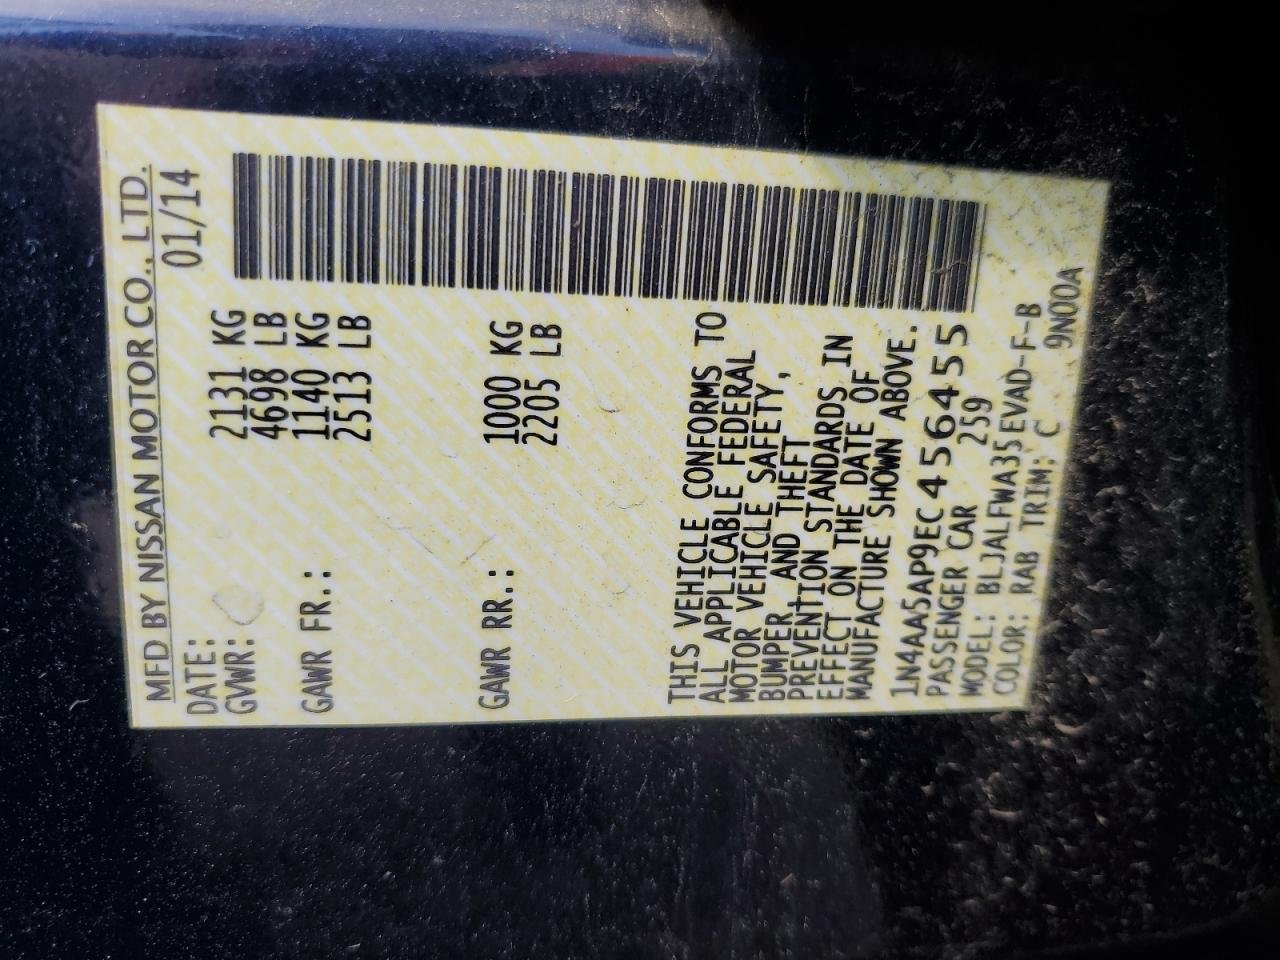 MFD BY NISSAN MOTOR CO., LTD.
DATE: 01/14
GVWR: 2131 KG
4698 LB
GAWR FR.: 1140 KG
2513 LB
GAWR RR.: 1000 KG
2205 LB
THIS VEHICLE CONFORMS TO
ALL APPLICABLE FEDERAL
MOTOR VEHICLE SAFETY,
BUMPER, AND THEFT
PREVENTION STANDARDS IN
EFFECT ON THE DATE OF
MANUFACTURE SHOWN ABOVE.
1N4AA5AP9EC456455
PASSENGER CAR 259
MODEL: BLJALFWA35EVAD-F-B
COLOR: RAB TRIM: C 9N00A